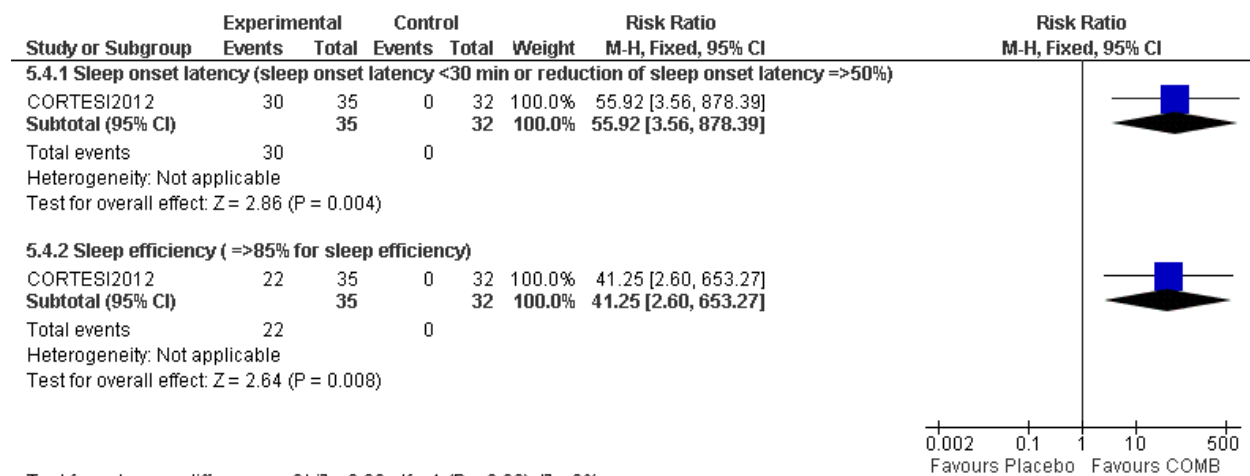 Experimental Control Risk Ratio Risk Ratio
Study or Subgroup Events Total Events Total Weight M-H, Fixed, 95% CI M-H, Fixed, 95% CI
5.4.1 Sleep onset latency (sleep onset latency <30 min or reduction of sleep onset latency =>50%)
CORTESI2012 30 35 0 32 100.0% 55.92 [3.56, 878.39]
Subtotal (95% CI) 35 32 100.0% 55.92 [3.56, 878.39]
Total events 30 0
Heterogeneity: Not applicable
Test for overall effect: Z = 2.86 (P = 0.004)
5.4.2 Sleep efficiency ( =>85% for sleep efficiency)
CORTESI2012 22 35 0 32 100.0% 41.25 [2.60, 653.27]
Subtotal (95% CI) 35 32 100.0% 41.25 [2.60, 653.27]
Total events 22 0
Heterogeneity: Not applicable
Test for overall effect: Z = 2.64 (P = 0.008)
0.002 0.1 1 10 500
Favours Placebo Favours COMB